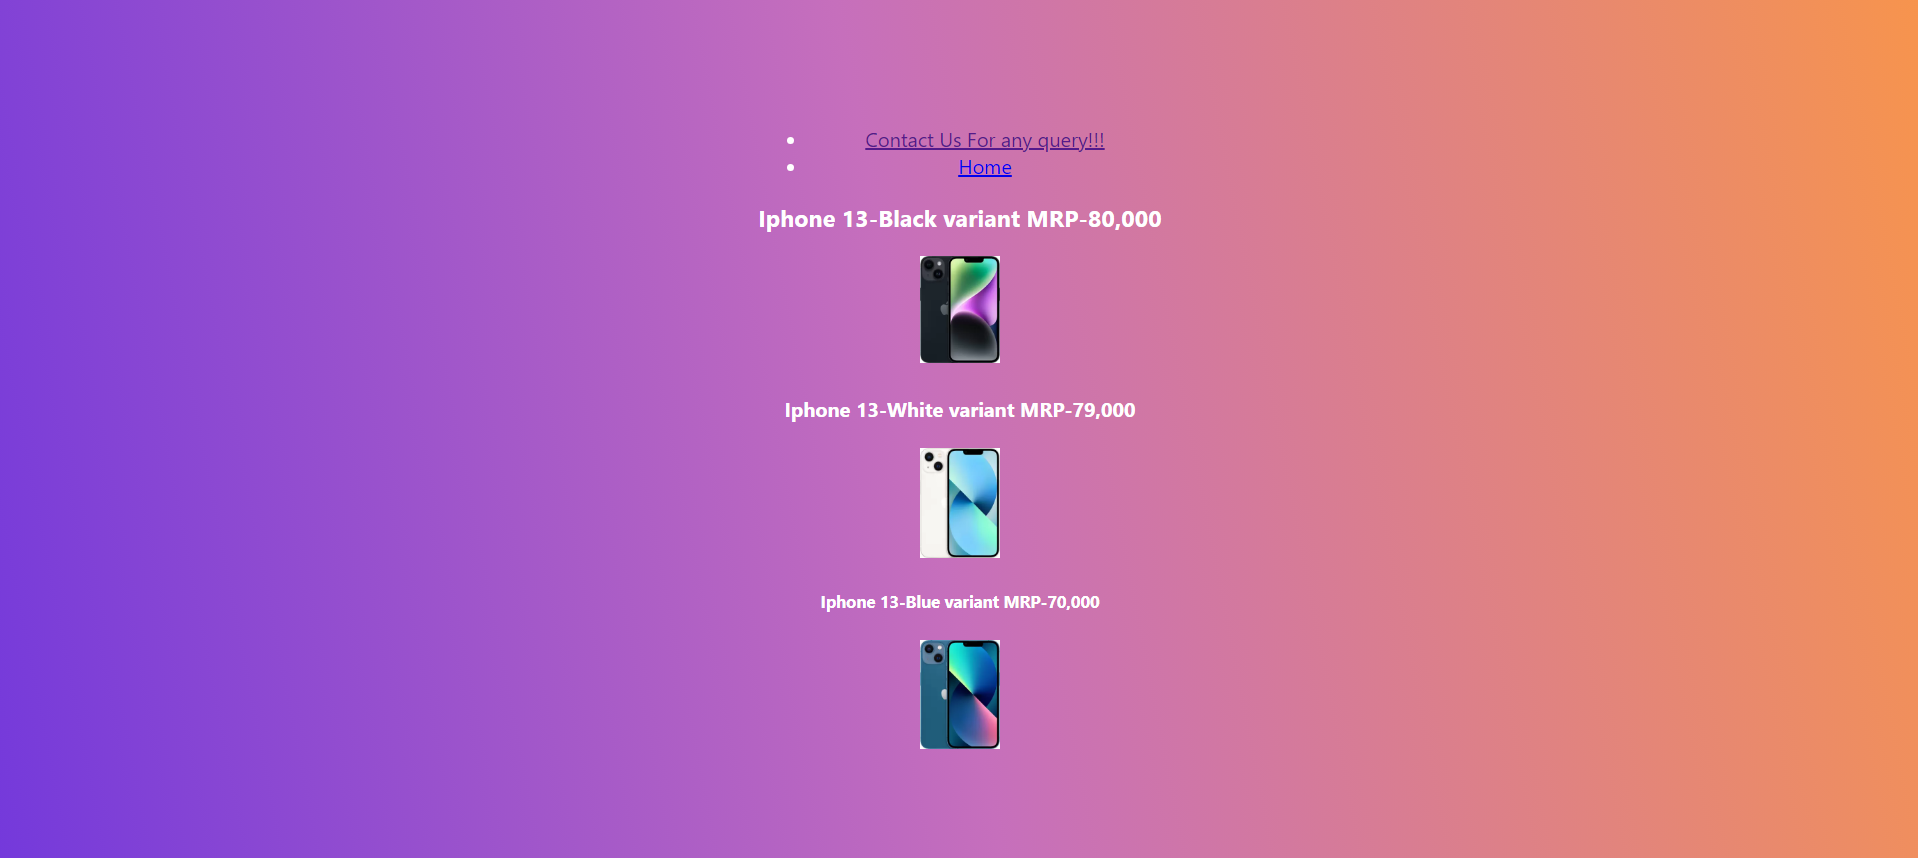 Contact Us For any query!!!
Home
Iphone 13-Black variant MRP-80,000
Iphone 13-White variant MRP-79,000
Iphone 13-Blue variant MRP-70,000